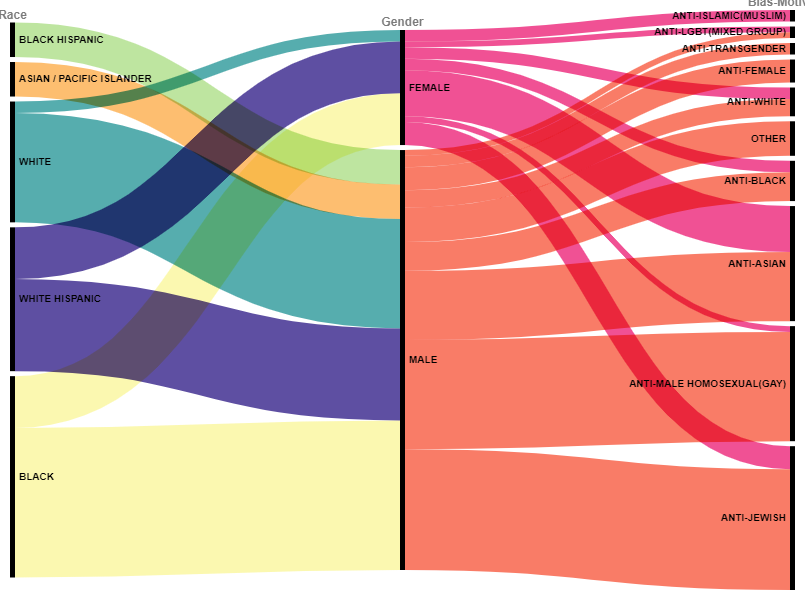 Race
BLACK HISPANIC
ASIAN / PACIFIC ISLANDER
WHITE
WHITE HISPANIC
BLACK
Gender
FEMALE
MALE
ANTI-ISLAMIC(MUSLIM)
ANTI-LGBT(MIXED GROUP)
ANTI-TRANSGENDER
ANTI-FEMALE
ANTI-WHITE
OTHER
ANTI-BLACK
ANTI-ASIAN
ANTI-MALE HOMOSEXUAL(GAY)
ANTI-JEWISH